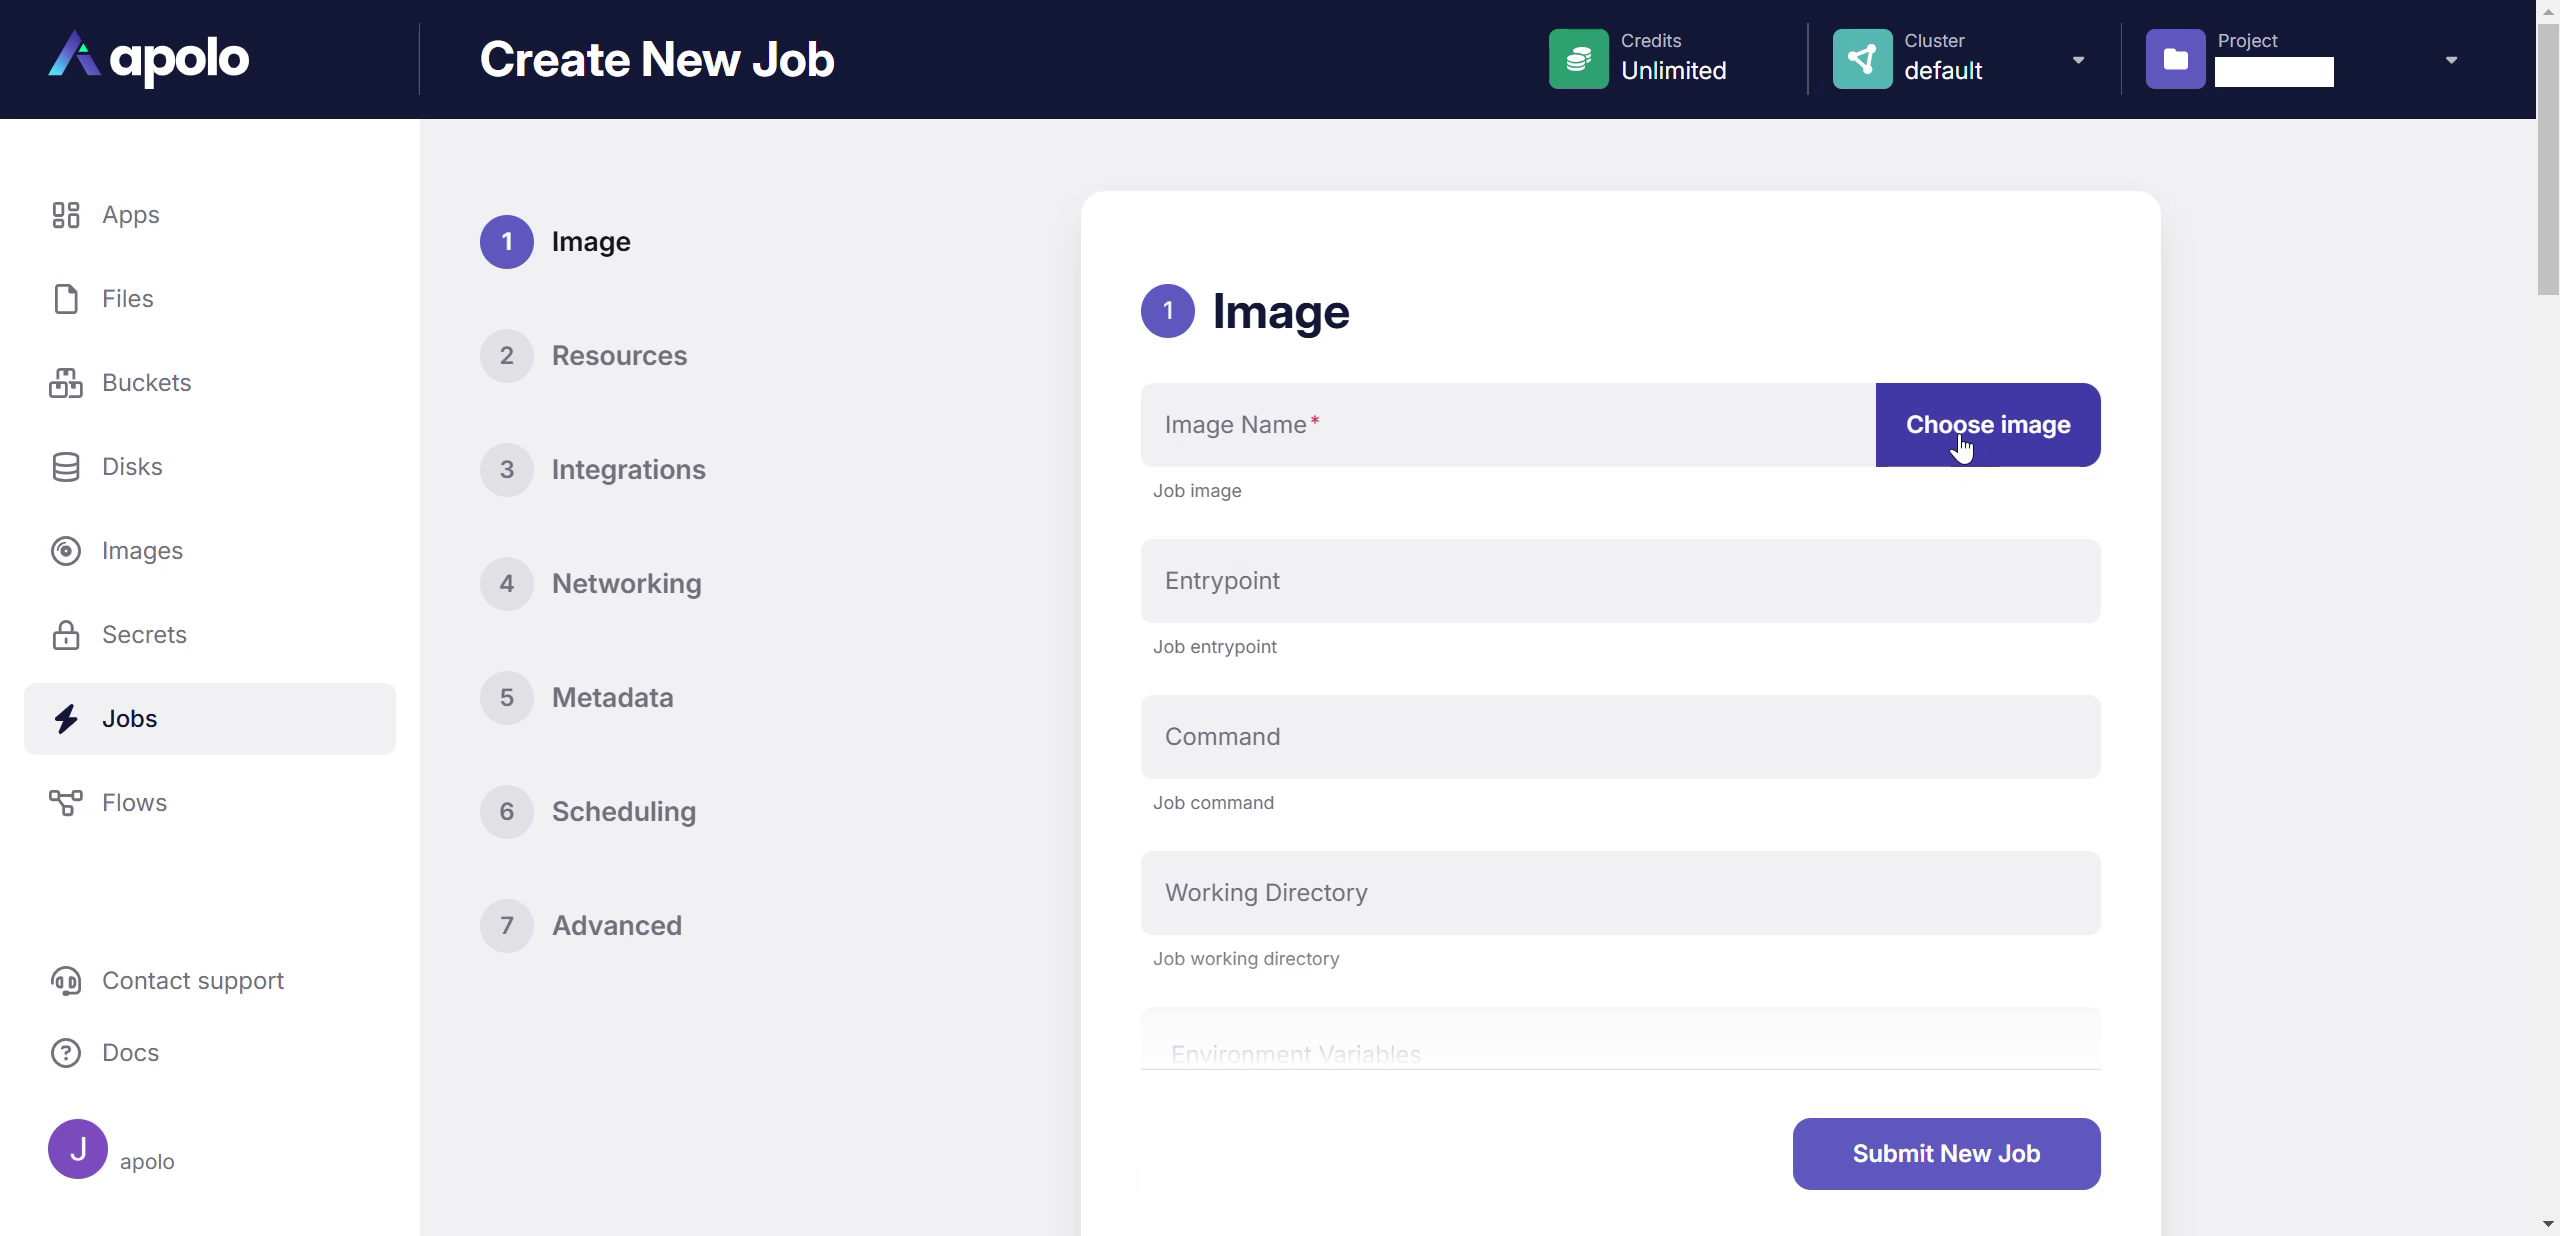 apolo
Create New Job
Credits
Unlimited
Cluster
default
Project
Apps
Files
Buckets
Disks
Images
Secrets
Jobs
Flows
Contact support
Docs
J
apolo
1 Image
2 Resources
3 Integrations
4 Networking
5 Metadata
6 Scheduling
7 Advanced
1 Image
Image Name*
Choose image
Job image
Entrypoint
Job entrypoint
Command
Job command
Working Directory
Job working directory
Environment Variables
Submit New Job